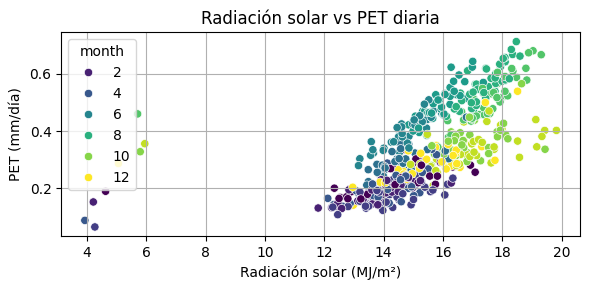 Radiación solar vs PET diaria
PET (mm/día)
0.6
0.4
0.2
month
2
4
6
8
10
12
4 6 8 10 12 14 16 18 20
Radiación solar (MJ/m²)